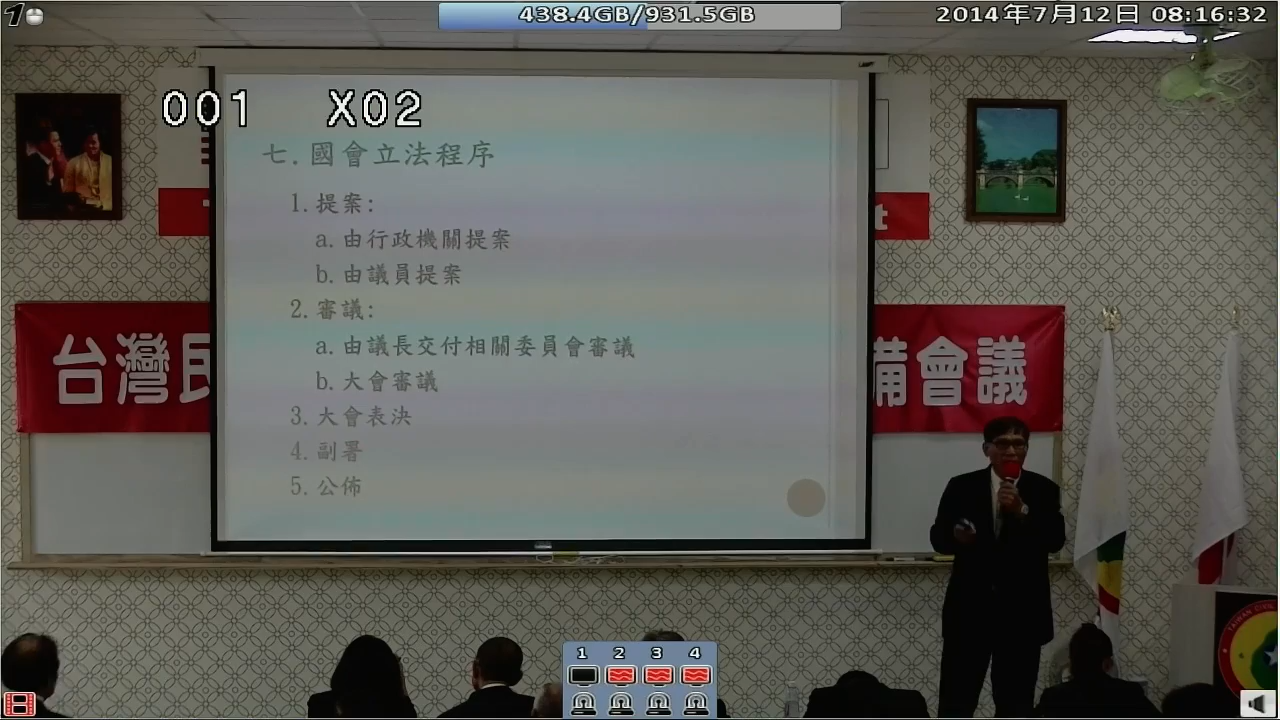 1
438.4GB/931.5GB
2014年7月12日 08:16:32
001 X02
七.國會立法程序
1.提案:
a.由行政機關提案
b.由議員提案
2.審議:
a.由議長交付相關委員會審議
b.大會審議
3.大會表決
4.副署
5.公佈
t
台灣民
備會議
1 2 3 4
TAIWAN CIVIL